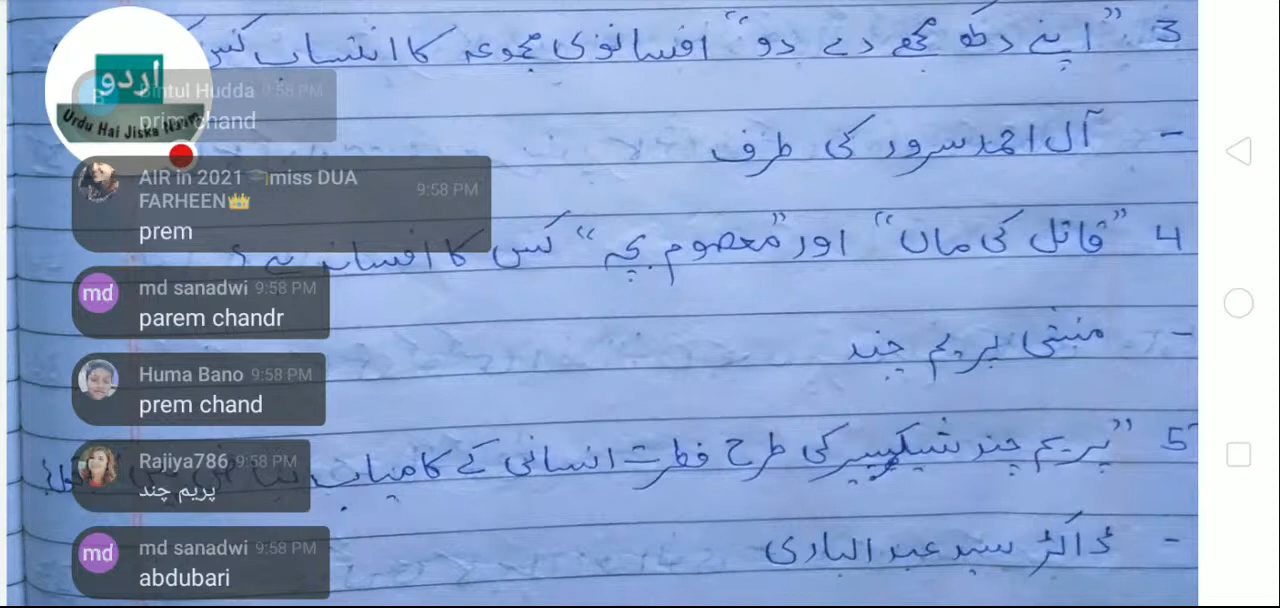 3 ”اپنے دکھ مجھے دے دو“ افسانوی مجموعہ کا انتساب کس
- آل احمد سرور کی طرف
4 ”قاتل کی ماں“ اور ”معصوم بچہ“ کس کا افسانہ ہے؟
- منشی پریم چند
5 ”پریم چند شیکسپیر کی طرح فطرت انسانی کے کامیاب
- ڈاکٹر سید عبدالباری
اردو
Urdu Hai Jiska Naam
Bintul Hudda 9:58 PM
prim chand
AIR in 2021 miss DUA FARHEEN 9:58 PM
prem
md
md sanadwi 9:58 PM
parem chandr
Huma Bano 9:58 PM
prem chand
Rajiya786 9:58 PM
پریم چند
md
md sanadwi 9:58 PM
abdubari